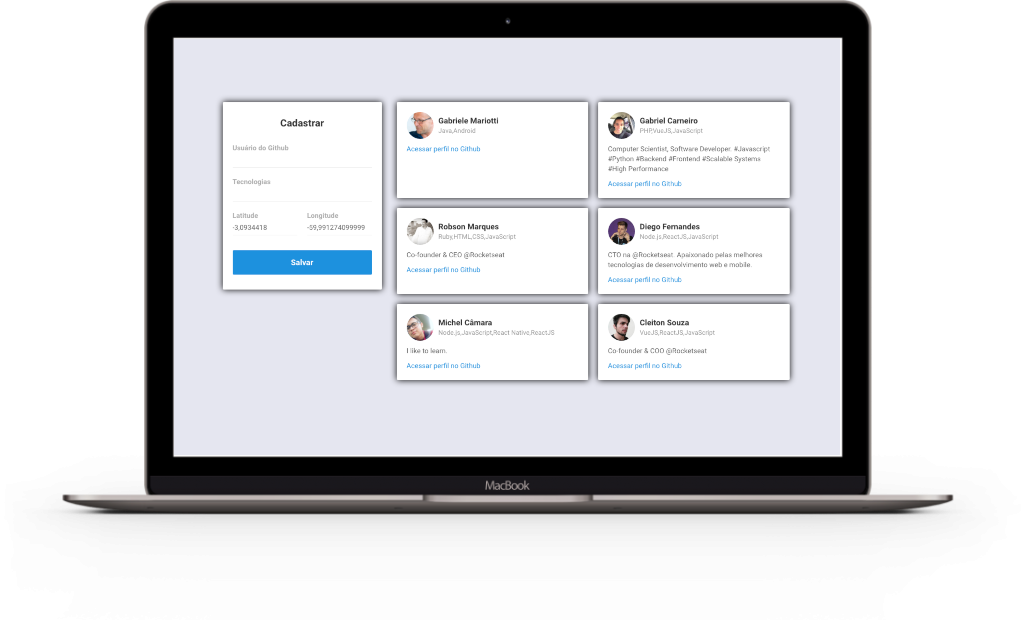 Cadastrar
Usuário do Github
Tecnologias
Latitude
Longitude
-3,0934418
-59,991274099999
Salvar
Gabriele Mariotti
Java,Android
Acessar perfil no Github
Gabriel Carneiro
PHP,VueJS,JavaScript
Computer Scientist, Software Developer. #Javascript
#Python #Backend #Frontend #Scalable Systems
#High Performance
Acessar perfil no Github
Robson Marques
Ruby,HTML,CSS,JavaScript
Co-founder & CEO @Rocketseat
Acessar perfil no Github
Diego Fernandes
Node.js,ReactJS,JavaScript
CTO na @Rocketseat. Apaixonado pelas melhores
tecnologias de desenvolvimento web e mobile.
Acessar perfil no Github
Michel Câmara
Node.js,JavaScript,React Native,ReactJS
I like to learn.
Acessar perfil no Github
Cleiton Souza
VueJS,ReactJS,JavaScript
Co-founder & COO @Rocketseat
Acessar perfil no Github
MacBook